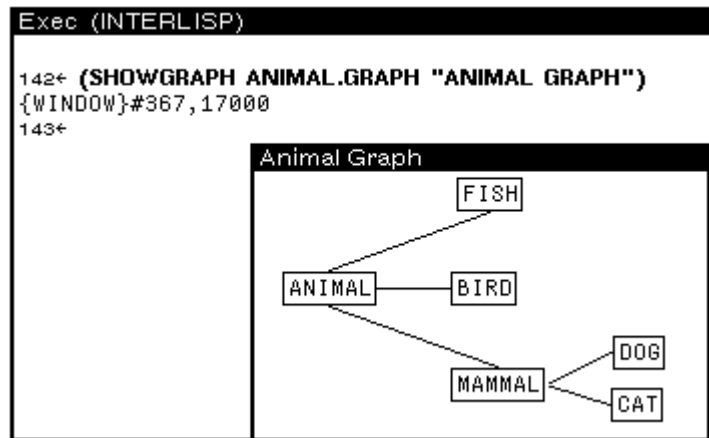 Exec (INTERLISP)
142← (SHOWGRAPH ANIMAL.GRAPH "ANIMAL GRAPH")
{WINDOW}#367,17000
143←
Animal Graph
FISH
ANIMAL
BIRD
DOG
MAMMAL
CAT